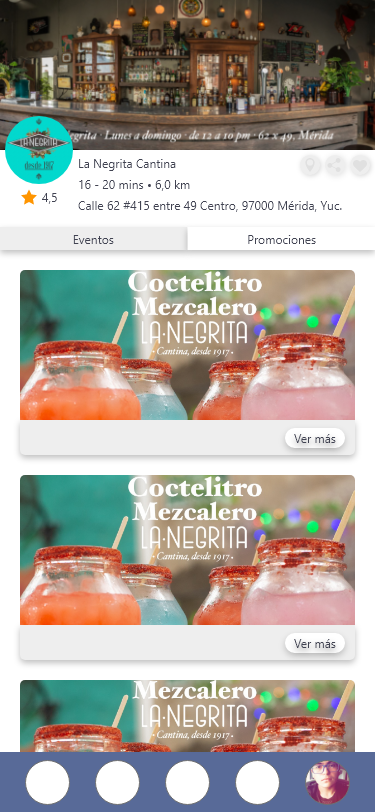 egrita · Lunes a domingo · de 12 a 10 pm · 62 x 49, Mérida
LA NEGRITA
desde 1917
La Negrita Cantina
16 - 20 mins • 6,0 km
4,5
Calle 62 #415 entre 49 Centro, 97000 Mérida, Yuc.
Eventos
Promociones
Coctelitro
Mezcalero
LA·NEGRITA
·Cantina, desde 1917·
Ver más
Coctelitro
Mezcalero
LA·NEGRITA
·Cantina, desde 1917·
Ver más
Mezcalero
LA·NEGRITA
·Cantina, desde 1917·